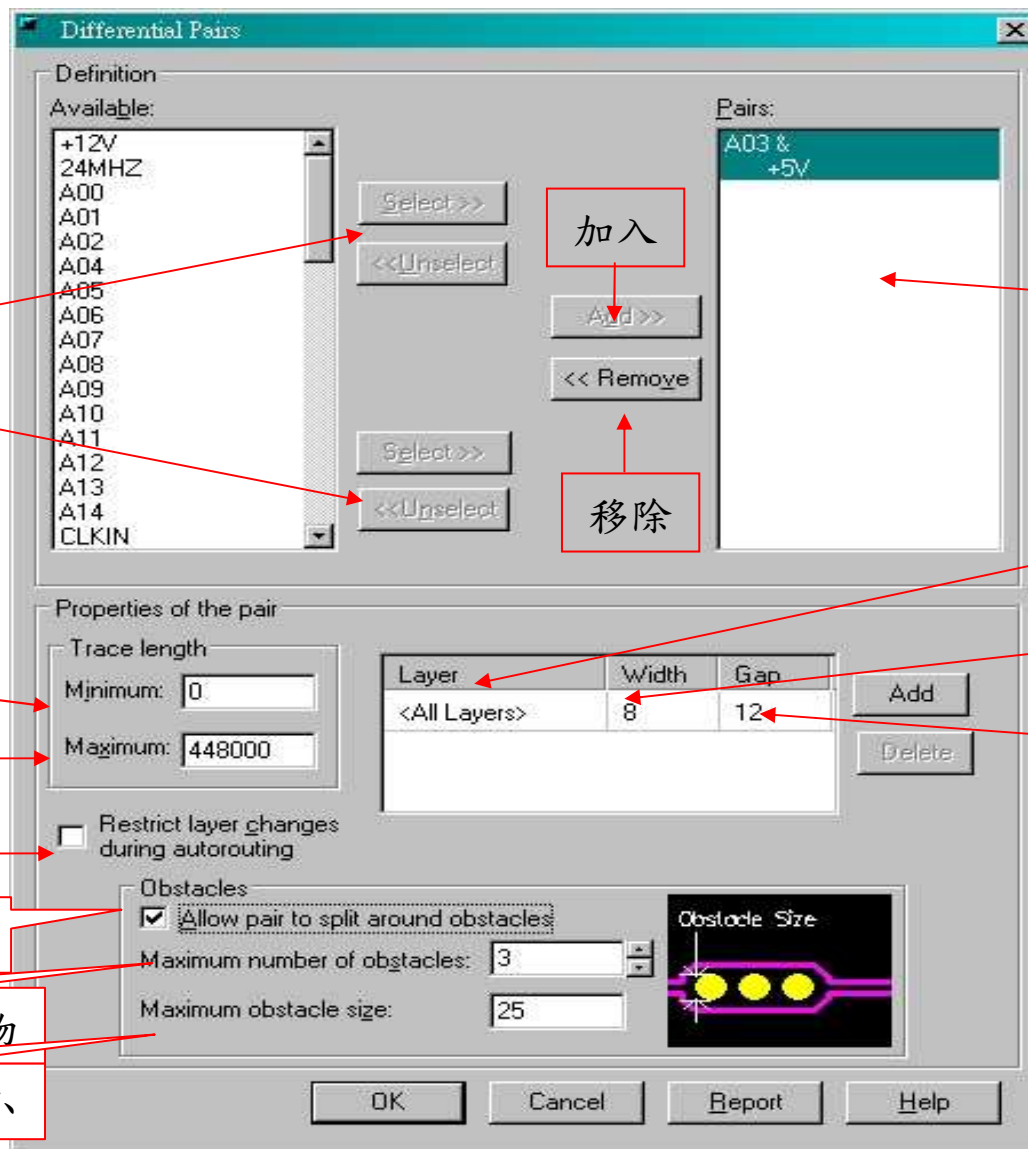 Differential Pairs
Definition
Available:
Pairs:
+12V
24MHZ
A00
A01
A02
A04
A05
A06
A07
A08
A09
A10
A11
A12
A13
A14
CLKIN
Select >>
<<Unselect
Select >>
<<Unselect
加入
Add >>
<< Remove
移除
A03 &
+5V
Properties of the pair
Trace length
Minimum: 0
Maximum: 448000
Layer Width Gap
<All Layers> 8 12
Add
Delete
Restrict layer changes
during autorouting
Obstacles
Allow pair to split around obstacles
Maximum number of obstacles: 3
Maximum obstacle size: 25
Obstacle Size
物
、
OK Cancel Report Help